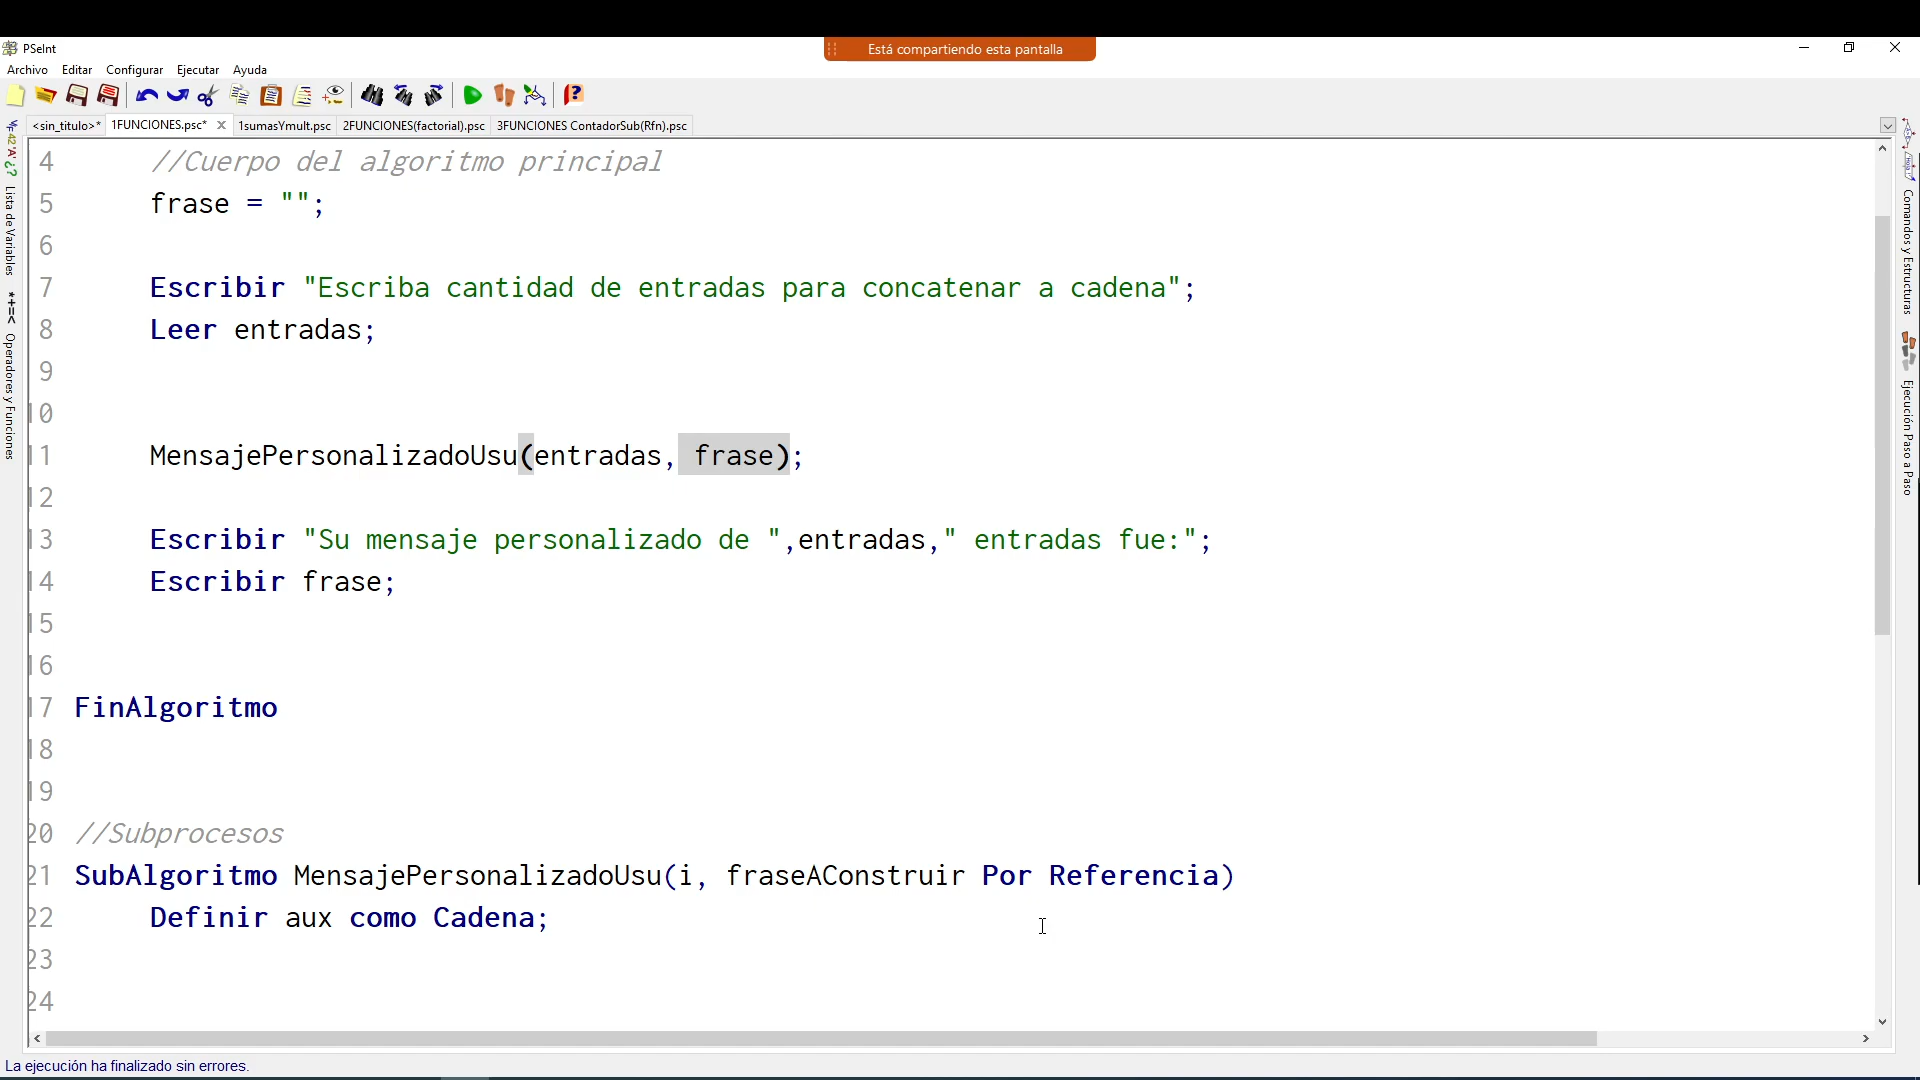 PSeInt
Está compartiendo esta pantalla
Archivo Editar Configurar Ejecutar Ayuda
<sin_titulo>* 1FUNCIONES.psc* 1sumasYmult.psc 2FUNCIONES(factorial).psc 3FUNCIONES ContadorSub(Rfn).psc
4 //Cuerpo del algoritmo principal
5 frase = "";
6
7 Escribir "Escriba cantidad de entradas para concatenar a cadena";
8 Leer entradas;
9
10
11 MensajePersonalizadoUsu(entradas, frase);
12
13 Escribir "Su mensaje personalizado de ",entradas," entradas fue:";
14 Escribir frase;
15
16
17 FinAlgoritmo
18
19
20 //Subprocesos
21 SubAlgoritmo MensajePersonalizadoUsu(i, fraseAConstruir Por Referencia)
22 Definir aux como Cadena;
23
24
Lista de Variables
*+=< Operadores y Funciones
Comandos y Estructuras
Ejecución Paso a Paso
La ejecución ha finalizado sin errores.